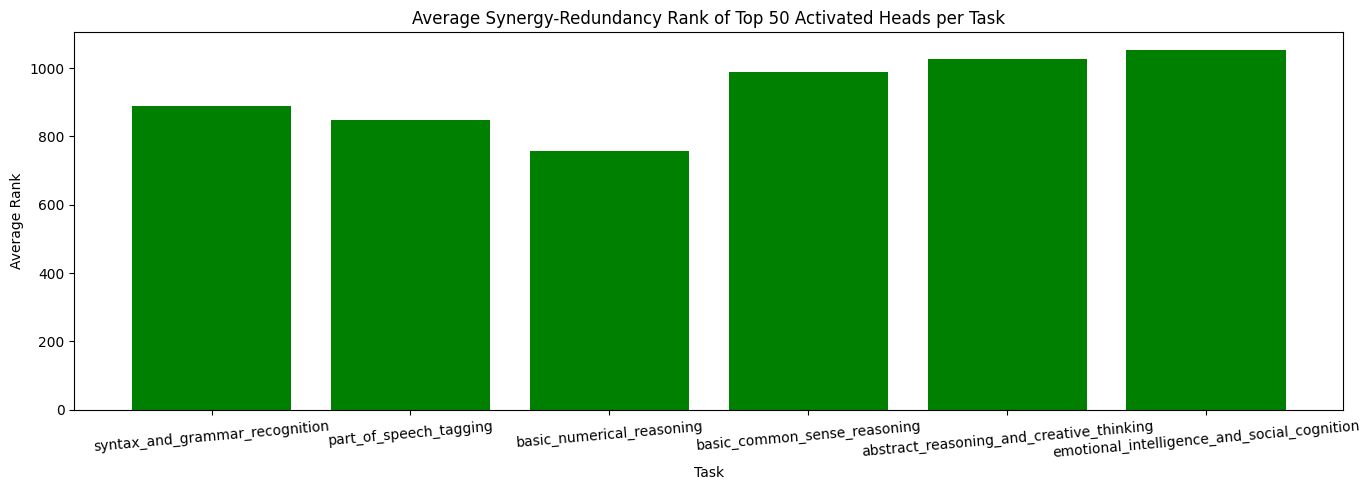 Average Synergy-Redundancy Rank of Top 50 Activated Heads per Task
Average Rank
1000
800
600
400
200
0
syntax_and_grammar_recognition
part_of_speech_tagging
basic_numerical_reasoning
basic_common_sense_reasoning
abstract_reasoning_and_creative_thinking
emotional_intelligence_and_social_cognition
Task